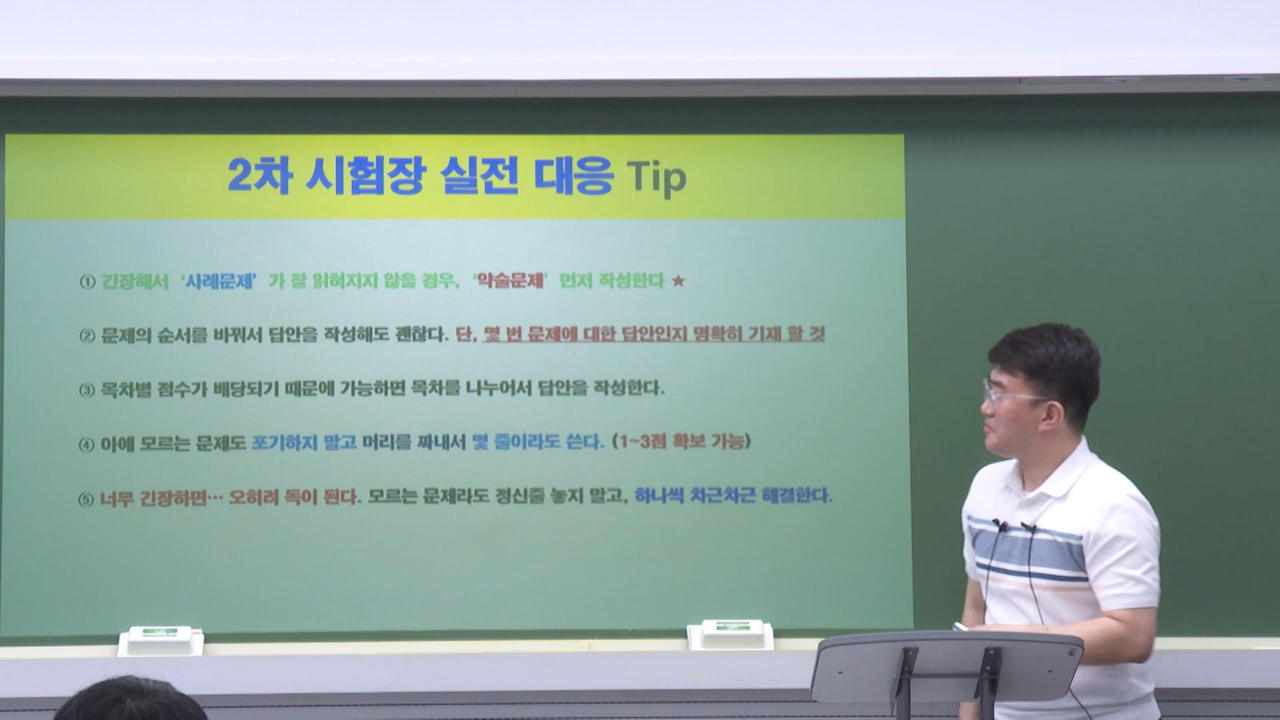 2차 시험장 실전 대응 Tip
① 긴장해서 '사례문제' 가 잘 읽혀지지 않을 경우, '약술문제' 먼저 작성한다 ★
② 문제의 순서를 바꿔서 답안을 작성해도 괜찮다. 단, 몇 번 문제에 대한 답안인지 명확히 기재 할 것
③ 목차별 점수가 배당되기 때문에 가능하면 목차를 나누어서 답안을 작성한다.
④ 아예 모르는 문제도 포기하지 말고 머리를 짜내서 몇 줄이라도 쓴다. (1~3점 확보 가능)
⑤ 너무 긴장하면… 오히려 독이 된다. 모르는 문제라도 정신줄 놓지 말고, 하나씩 차근차근 해결한다.